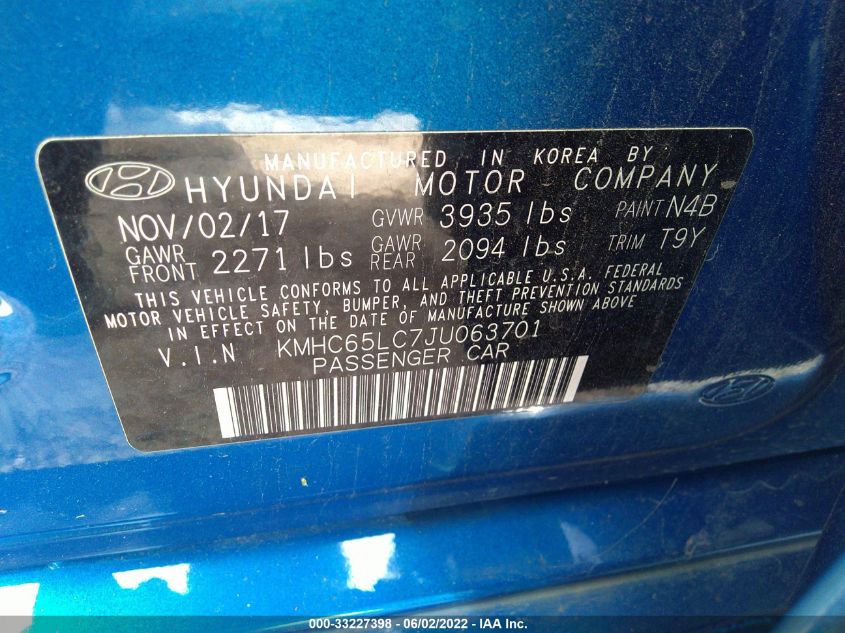 MANUFACTURED IN KOREA BY
HYUNDAI MOTOR COMPANY
NOV/02/17 GVWR 3935 lbs PAINT N4B
GAWR FRONT 2271 lbs GAWR REAR 2094 lbs TRIM T9Y
THIS VEHICLE CONFORMS TO ALL APPLICABLE U.S.A. FEDERAL
MOTOR VEHICLE SAFETY, BUMPER, AND THEFT PREVENTION STANDARDS
IN EFFECT ON THE DATE OF MANUFACTURE SHOWN ABOVE
V.I.N KMHC65LC7JU063701
PASSENGER CAR
000-33227398 - 06/02/2022 - IAA Inc.